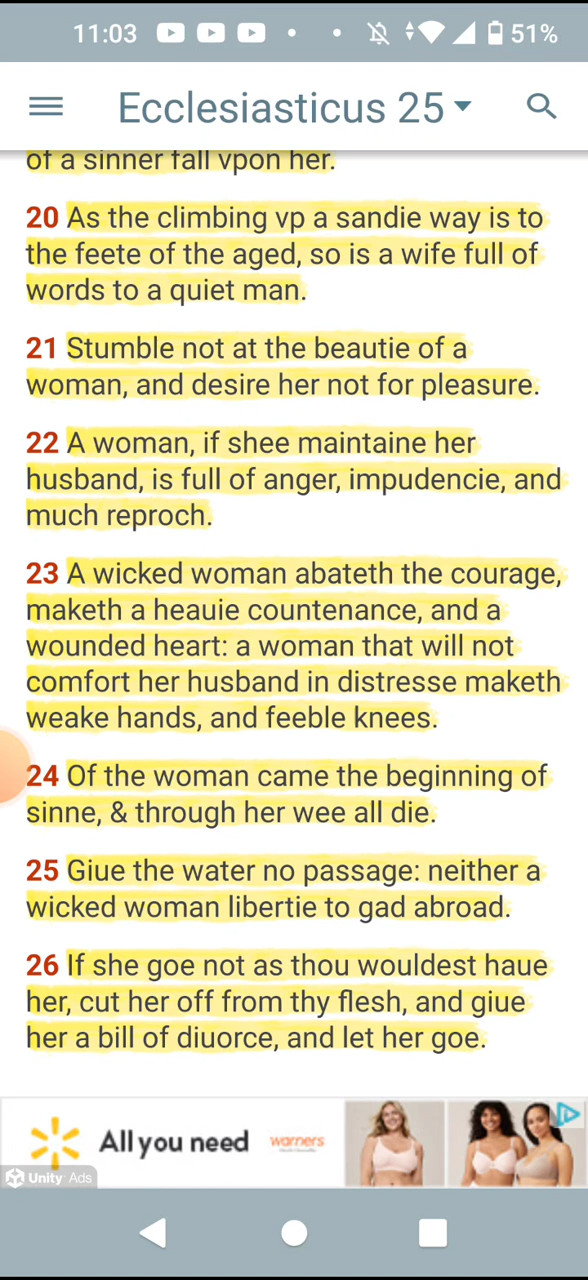 11:03
51%
Ecclesiasticus 25
of a sinner fall vpon her.
20 As the climbing vp a sandie way is to
the feete of the aged, so is a wife full of
words to a quiet man.
21 Stumble not at the beautie of a
woman, and desire her not for pleasure.
22 A woman, if shee maintaine her
husband, is full of anger, impudencie, and
much reproch.
23 A wicked woman abateth the courage,
maketh a heauie countenance, and a
wounded heart: a woman that will not
comfort her husband in distresse maketh
weake hands, and feeble knees.
24 Of the woman came the beginning of
sinne, & through her wee all die.
25 Giue the water no passage: neither a
wicked woman libertie to gad abroad.
26 If she goe not as thou wouldest haue
her, cut her off from thy flesh, and giue
her a bill of diuorce, and let her goe.
All you need
warners
Unity Ads